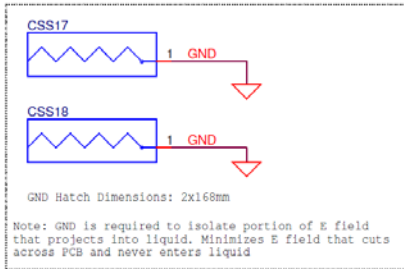 CSS17
1 GND
CSS18
1 GND
GND Hatch Dimensions: 2x168mm
Note: GND is required to isolate portion of E field
that projects into liquid. Minimizes E field that cuts
across PCB and never enters liquid